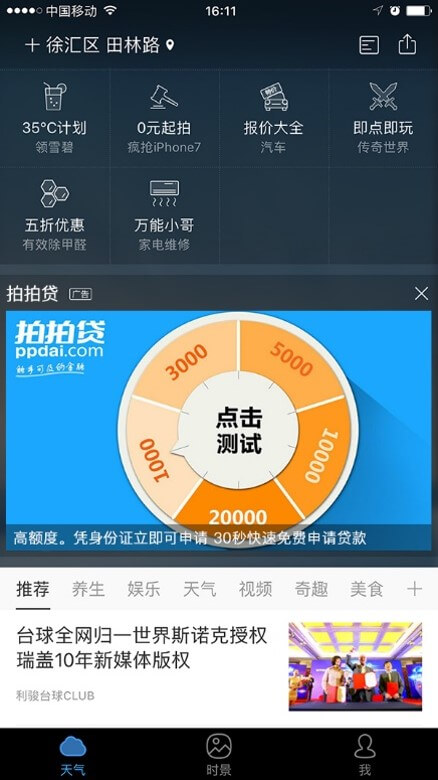 中国移动 16:11
徐汇区 田林路
35°C计划 0元起拍 报价大全 即点即玩
领雪碧 疯抢iPhone7 汽车 传奇世界
五折优惠 万能小哥
有效除甲醛 家电维修
拍拍贷 广告
拍拍贷
ppdai.com
触手可及的金融
3000 5000
点击
测试
1000 10000
20000
高额度。凭身份证立即可申请 30秒快速免费申请贷款
推荐 养生 娱乐 天气 视频 奇趣 美食
台球全网归一世界斯诺克授权
瑞盖10年新媒体版权
利骏台球CLUB
天气 时景 我